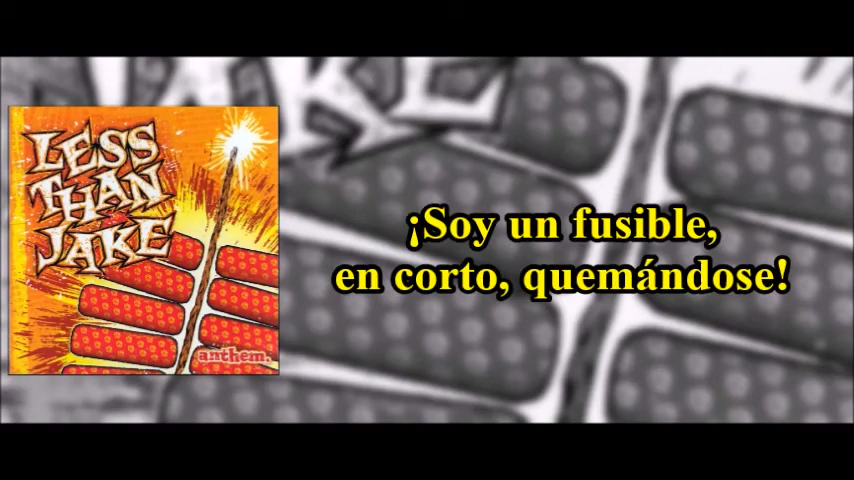 LESS
THAN
JAKE
anthem.
¡Soy un fusible,
en corto, quemándose!